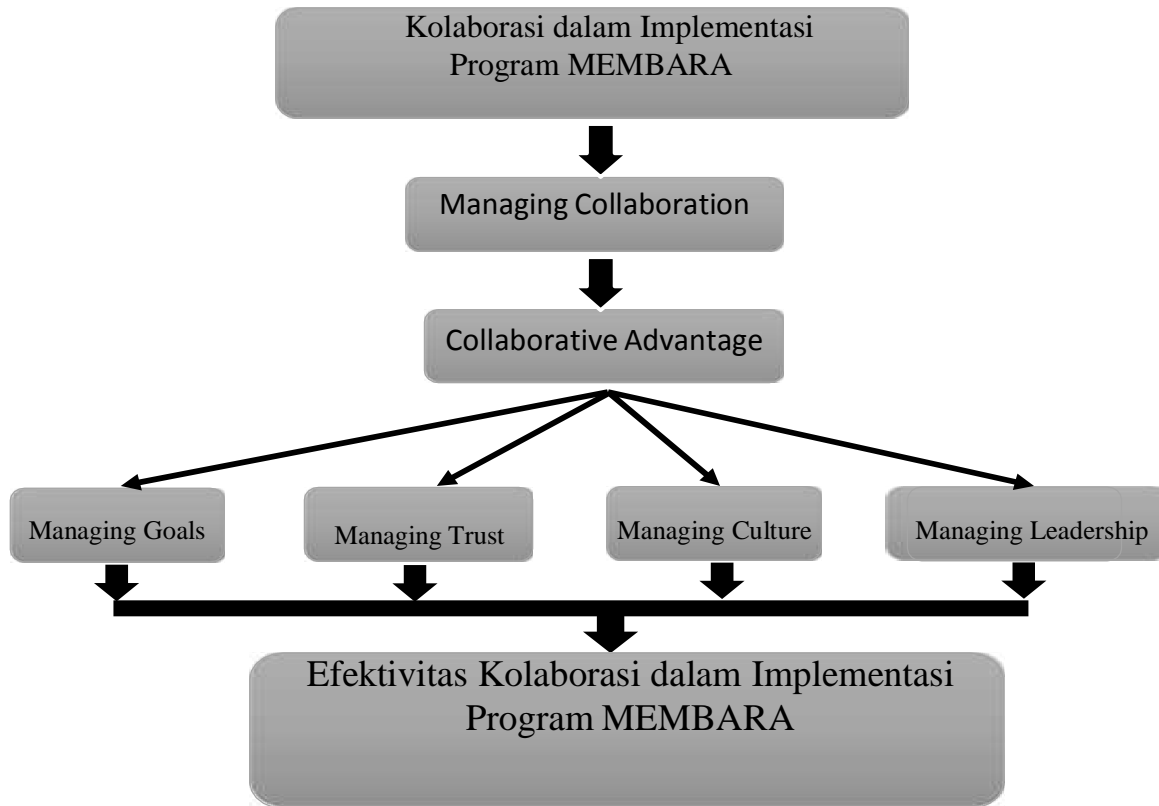 Kolaborasi dalam Implementasi
Program MEMBARA
Managing Collaboration
Collaborative Advantage
Managing Goals
Managing Trust
Managing Culture
Managing Leadership
Efektivitas Kolaborasi dalam Implementasi
Program MEMBARA